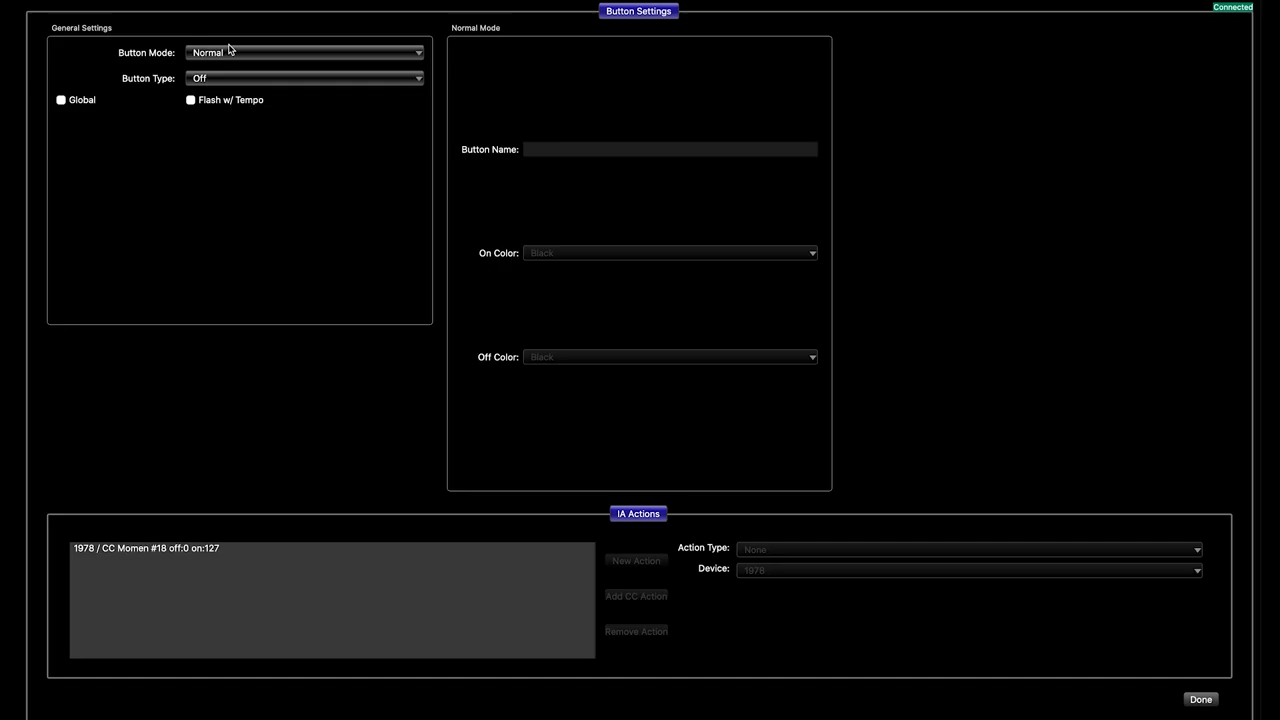 Button Settings
Connected
General Settings
Button Mode: Normal
Button Type: Off
Global
Flash w/ Tempo
Normal Mode
Button Name:
On Color: Black
Off Color: Black
IA Actions
1978 / CC Momen #18 off:0 on:127
New Action
Add CC Action
Remove Action
Action Type: None
Device: 1978
Done